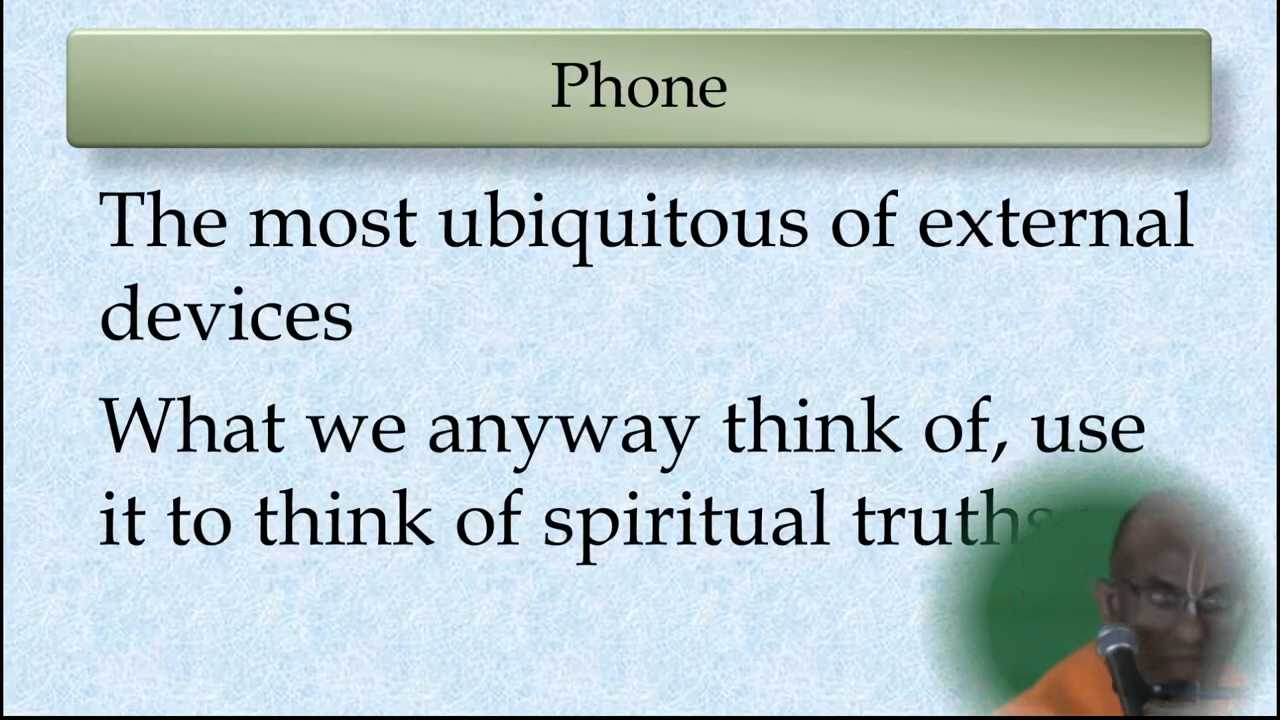 Phone
The most ubiquitous of external
devices
What we anyway think of, use
it to think of spiritual truths